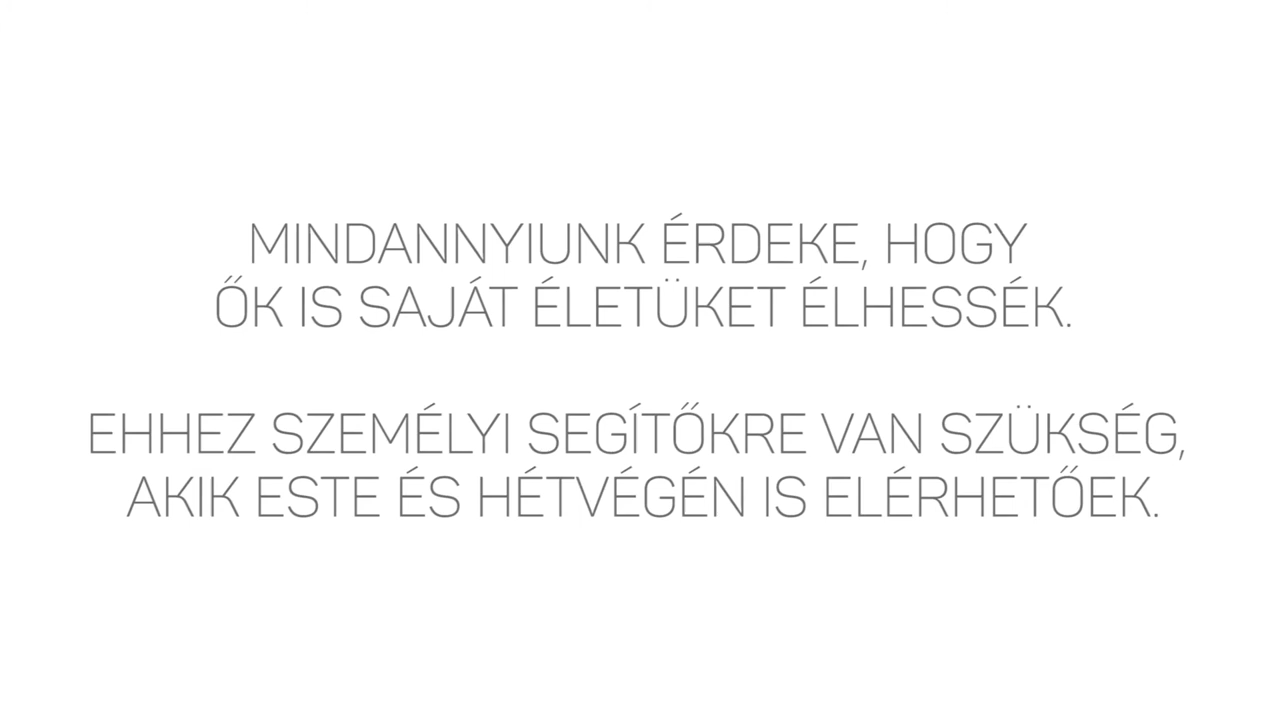 MINDANNYIUNK ÉRDEKE, HOGY
ŐK IS SAJÁT ÉLETÜKET ÉLHESSÉK.
EHHEZ SZEMÉLYI SEGÍTŐKRE VAN SZÜKSÉG,
AKIK ESTE ÉS HÉTVÉGÉN IS ELÉRHETŐEK.